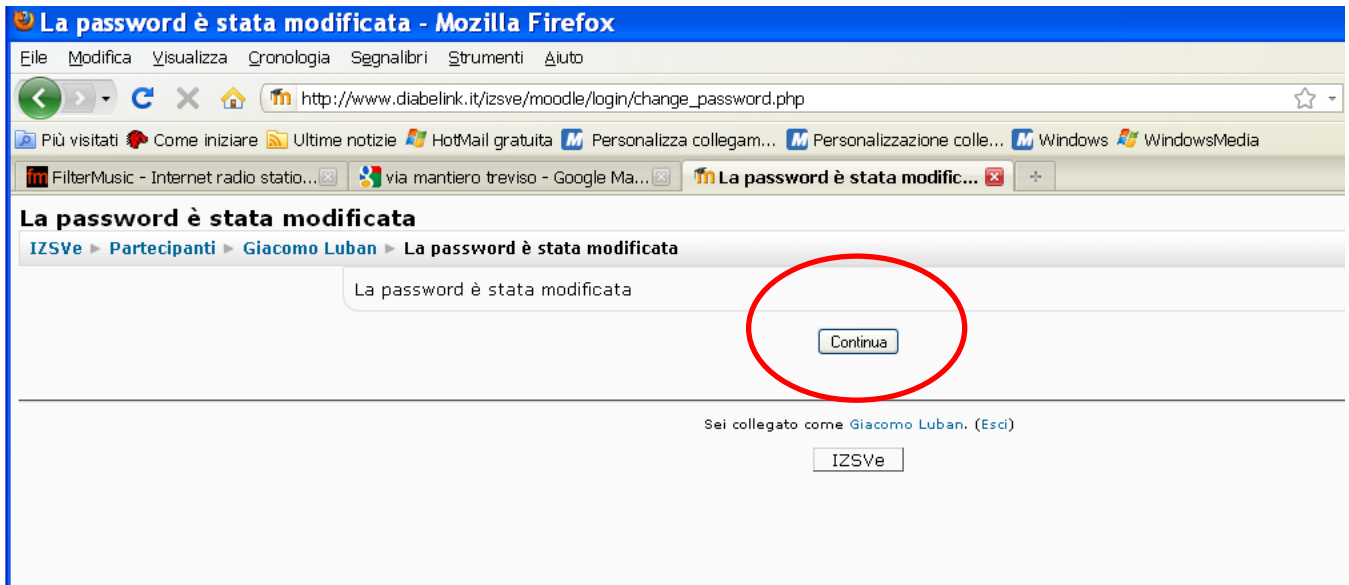 La password è stata modificata - Mozilla Firefox
File Modifica Visualizza Cronologia Segnalibri Strumenti Aiuto
http://www.diabelink.it/izsve/moodle/login/change_password.php
Più visitati Come iniziare Ultime notizie HotMail gratuita Personalizza collegam... Personalizzazione colle... Windows WindowsMedia
fm FilterMusic - Internet radio statio... via mantiero treviso - Google Ma... La password è stata modific...
La password è stata modificata
IZSVe ► Partecipanti ► Giacomo Luban ► La password è stata modificata
La password è stata modificata
Continua
Sei collegato come Giacomo Luban. (Esci)
IZSVe